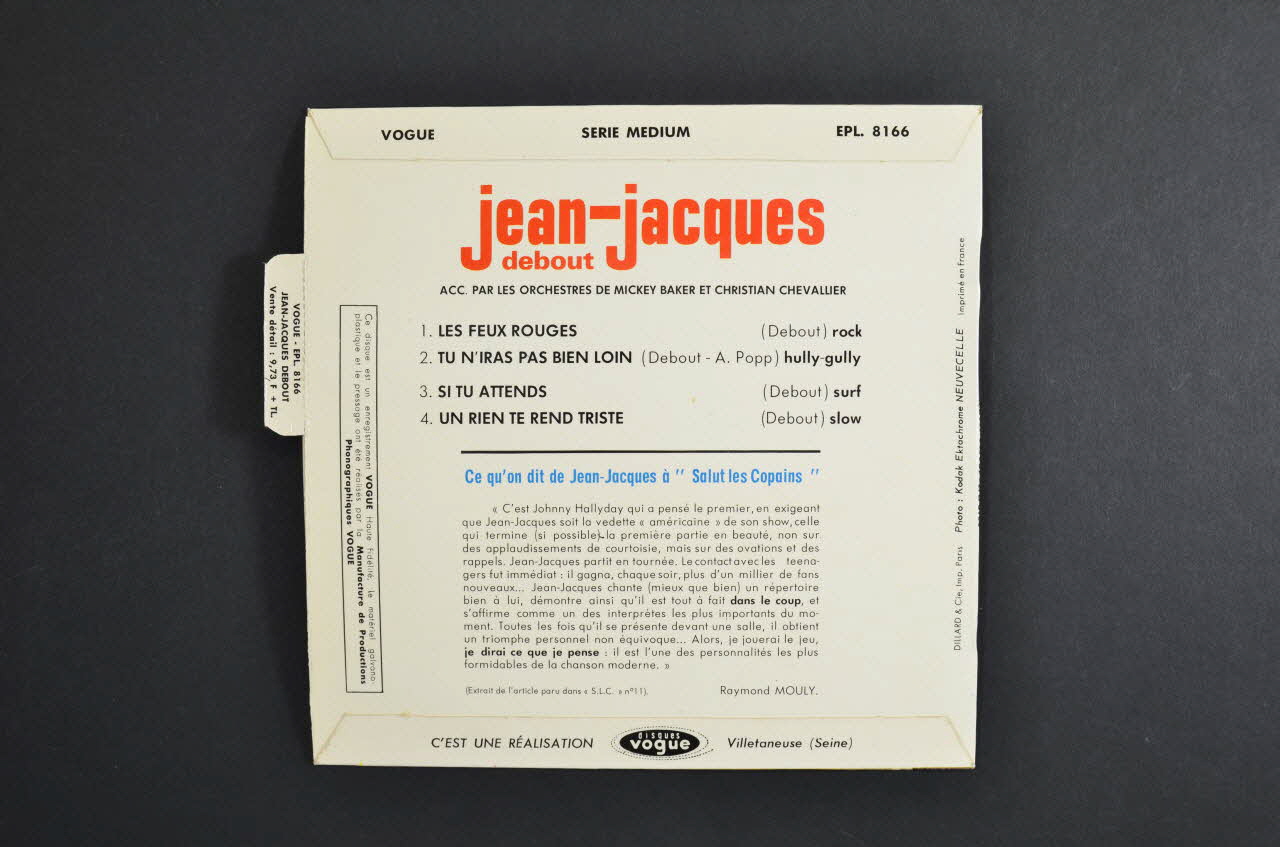 VOGUE SERIE MEDIUM EPL. 8166
jean-jacques
debout
ACC. PAR LES ORCHESTRES DE MICKEY BAKER ET CHRISTIAN CHEVALLIER
1. LES FEUX ROUGES (Debout) rock
2. TU N'IRAS PAS BIEN LOIN (Debout - A. Popp) hully-gully
3. SI TU ATTENDS (Debout) surf
4. UN RIEN TE REND TRISTE (Debout) slow
Ce qu'on dit de Jean-Jacques à " Salut les Copains "
« C'est Johnny Hallyday qui a pensé le premier, en exigeant
que Jean-Jacques soit la vedette « américaine » de son show, celle
qui termine (si possible) la première partie en beauté, non sur
des applaudissements de courtoisie, mais sur des ovations et des
rappels. Jean-Jacques partit en tournée. Le contact avec les teena-
gers fut immédiat : il gagna, chaque soir, plus d'un millier de fans
nouveaux... Jean-Jacques chante (mieux que bien) un répertoire
bien à lui, démontre ainsi qu'il est tout à fait dans le coup, et
s'affirme comme un des interprètes les plus importants du mo-
ment. Toutes les fois qu'il se présente devant une salle, il obtient
un triomphe personnel non équivoque... Alors, je jouerai le jeu,
je dirai ce que je pense : il est l'une des personnalités les plus
formidables de la chanson moderne. »
(Extrait de l'article paru dans « S.L.C. » n°11). Raymond MOULY.
C'EST UNE RÉALISATION disques vogue Villetaneuse (Seine)
VOGUE - EPL 8166
JEAN-JACQUES DEBOUT
Vente détail : 9,73 F + TL
Ce disque est un enregistrement VOGUE Haute Fidélité, le matériel galvano-
plastique et le pressage ont été réalisés par la Manufacture de Productions
Phonographiques VOGUE
DILLARD & Cie, Imp. Paris Photo : Kodak Ektachrome NEUVECELLE Imprimé en France